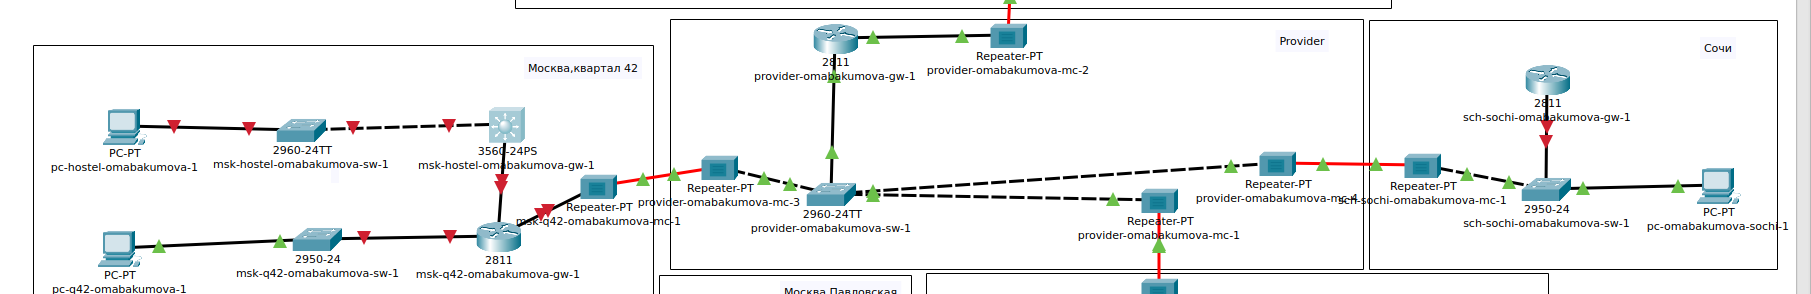 Москва,квартал 42
PC-PT
pc-hostel-omabakumova-1
2960-24TT
msk-hostel-omabakumova-sw-1
3560-24PS
msk-hostel-omabakumova-gw-1
Repeater-PT
msk-q42-omabakumova-mc-1
PC-PT
pc-q42-omabakumova-1
2950-24
msk-q42-omabakumova-sw-1
2811
msk-q42-omabakumova-gw-1
Provider
2811
provider-omabakumova-gw-1
Repeater-PT
provider-omabakumova-mc-2
Repeater-PT
provider-omabakumova-mc-3
2960-24TT
provider-omabakumova-sw-1
Repeater-PT
provider-omabakumova-mc-4
Repeater-PT
provider-omabakumova-mc-1
Сочи
2811
sch-sochi-omabakumova-gw-1
Repeater-PT
sch-sochi-omabakumova-mc-1
2950-24
sch-sochi-omabakumova-sw-1
PC-PT
pc-omabakumova-sochi-1
Москва Павловская